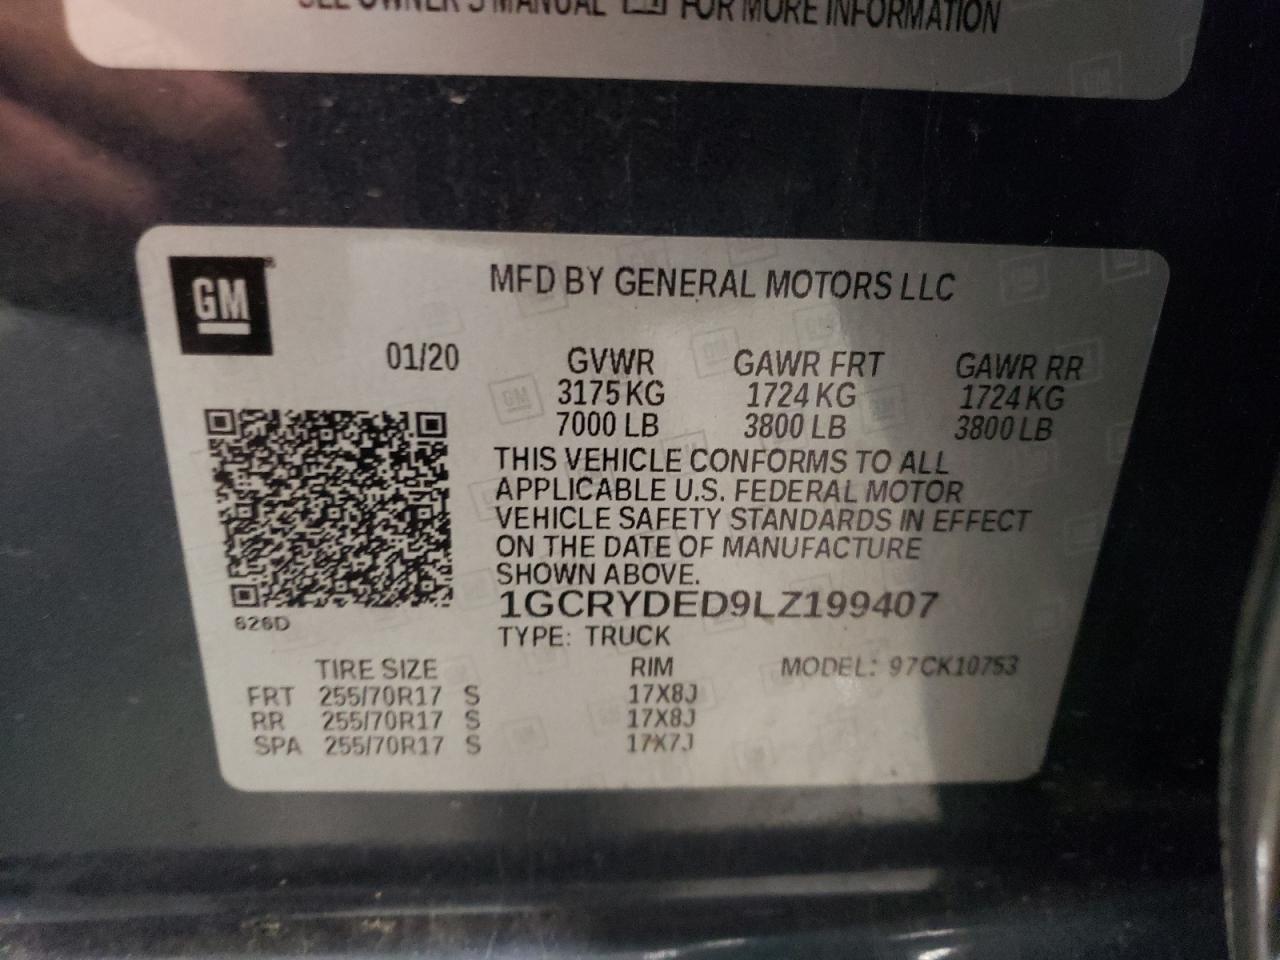 SEE OWNER'S MANUAL FOR MORE INFORMATION
GM
MFD BY GENERAL MOTORS LLC
01/20 GVWR GAWR FRT GAWR RR
3175 KG 1724 KG 1724 KG
7000 LB 3800 LB 3800 LB
THIS VEHICLE CONFORMS TO ALL
APPLICABLE U.S. FEDERAL MOTOR
VEHICLE SAFETY STANDARDS IN EFFECT
ON THE DATE OF MANUFACTURE
SHOWN ABOVE.
1GCRYDED9LZ199407
626D
TYPE: TRUCK
TIRE SIZE RIM MODEL: 97CK10753
FRT 255/70R17 S 17X8J
RR 255/70R17 S 17X8J
SPA 255/70R17 S 17X7J